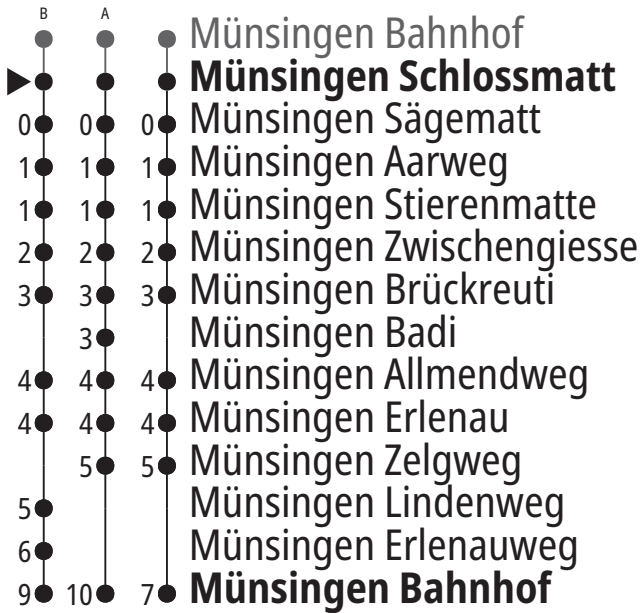 B A
Münsingen Bahnhof
Münsingen Schlossmatt
0 0 0 Münsingen Sägematt
1 1 1 Münsingen Aarweg
1 1 1 Münsingen Stierenmatte
2 2 2 Münsingen Zwischengiesse
3 3 3 Münsingen Brückreuti
3 Münsingen Badi
4 4 4 Münsingen Allmendweg
4 4 4 Münsingen Erlenau
5 5 Münsingen Zelgweg
5 Münsingen Lindenweg
6 Münsingen Erlenauweg
9 10 7 Münsingen Bahnhof